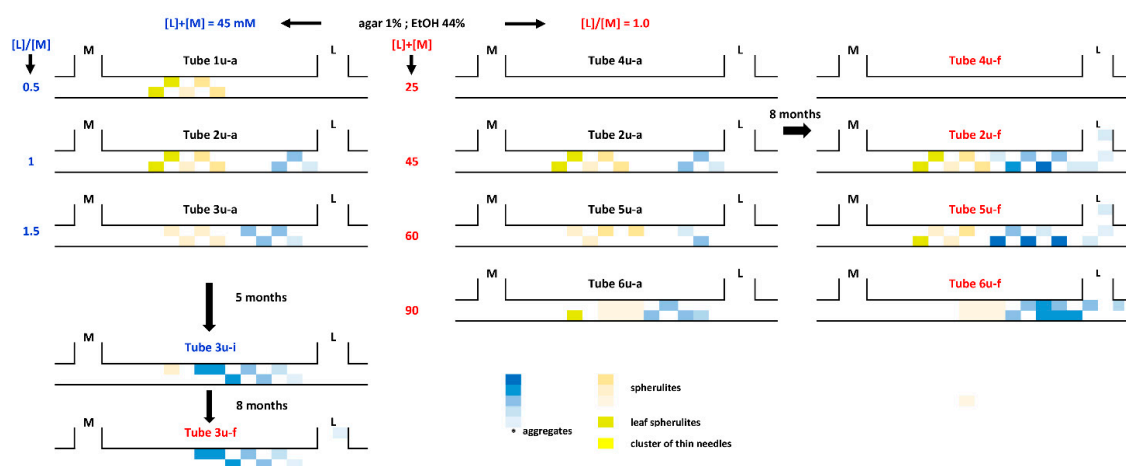 [L]+[M] = 45 mM agar 1% ; EtOH 44% [L]/[M] = 1.0
[L]/[M] [L]+[M]
M Tube 1u-a L M Tube 4u-a L M Tube 4u-f L
0.5 25
8 months
M Tube 2u-a L M Tube 2u-a L M Tube 2u-f L
1 45
M Tube 3u-a L M Tube 5u-a L M Tube 5u-f L
1.5 60
M Tube 6u-a L M Tube 6u-f L
90
5 months
M Tube 3u-i L
8 months
M Tube 3u-f L
spherulites
leaf spherulites
aggregates
cluster of thin needles